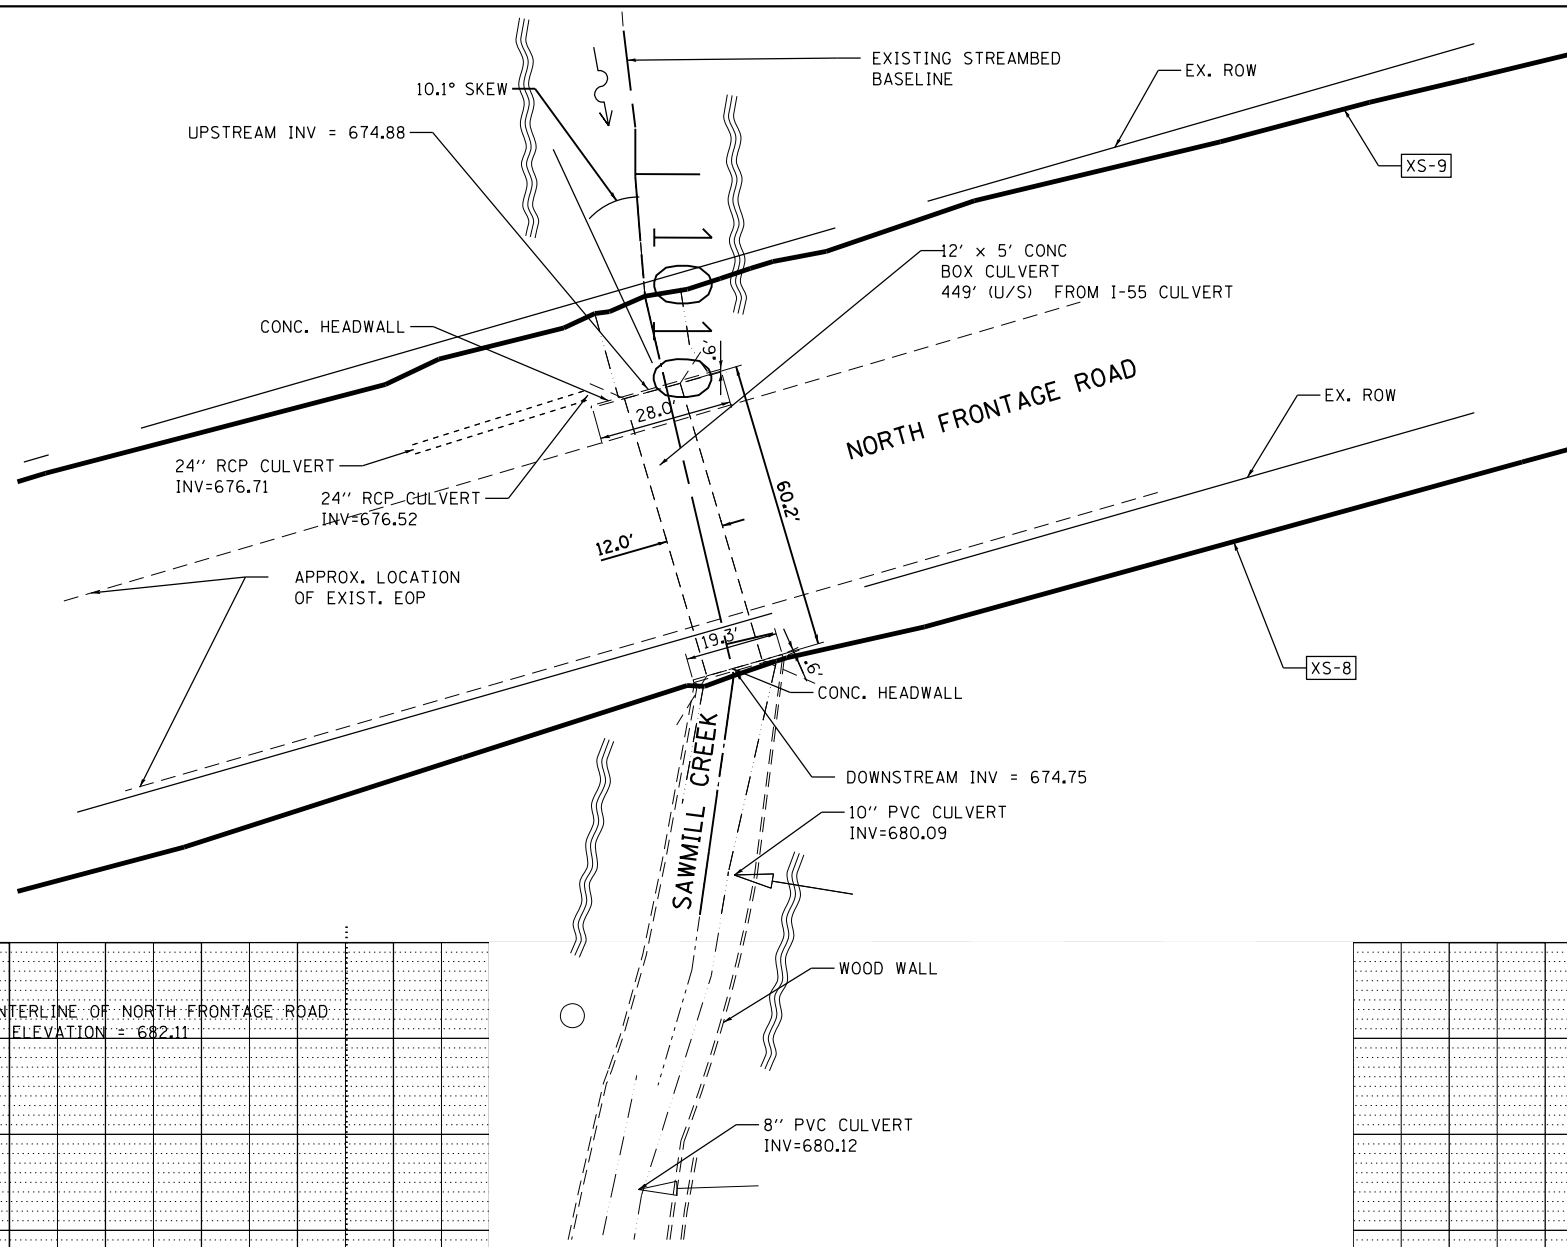 EXISTING STREAMBED
BASELINE
EX. ROW
10.1° SKEW
UPSTREAM INV = 674.88
XS-9
12' x 5' CONC
BOX CULVERT
449' (U/S) FROM I-55 CULVERT
CONC. HEADWALL
101
.9'
28.0'
NORTH FRONTAGE ROAD
EX. ROW
24'' RCP CULVERT
INV=676.71
24'' RCP CULVERT
INV=676.52
60.2'
12.0'
APPROX. LOCATION
OF EXIST. EOP
19.3'
.6'
XS-8
CONC. HEADWALL
SAWMILL CREEK
DOWNSTREAM INV = 674.75
10'' PVC CULVERT
INV=680.09
WOOD WALL
NTERLINE OF NORTH FRONTAGE ROAD
ELEVATION = 682.11
8'' PVC CULVERT
INV=680.12